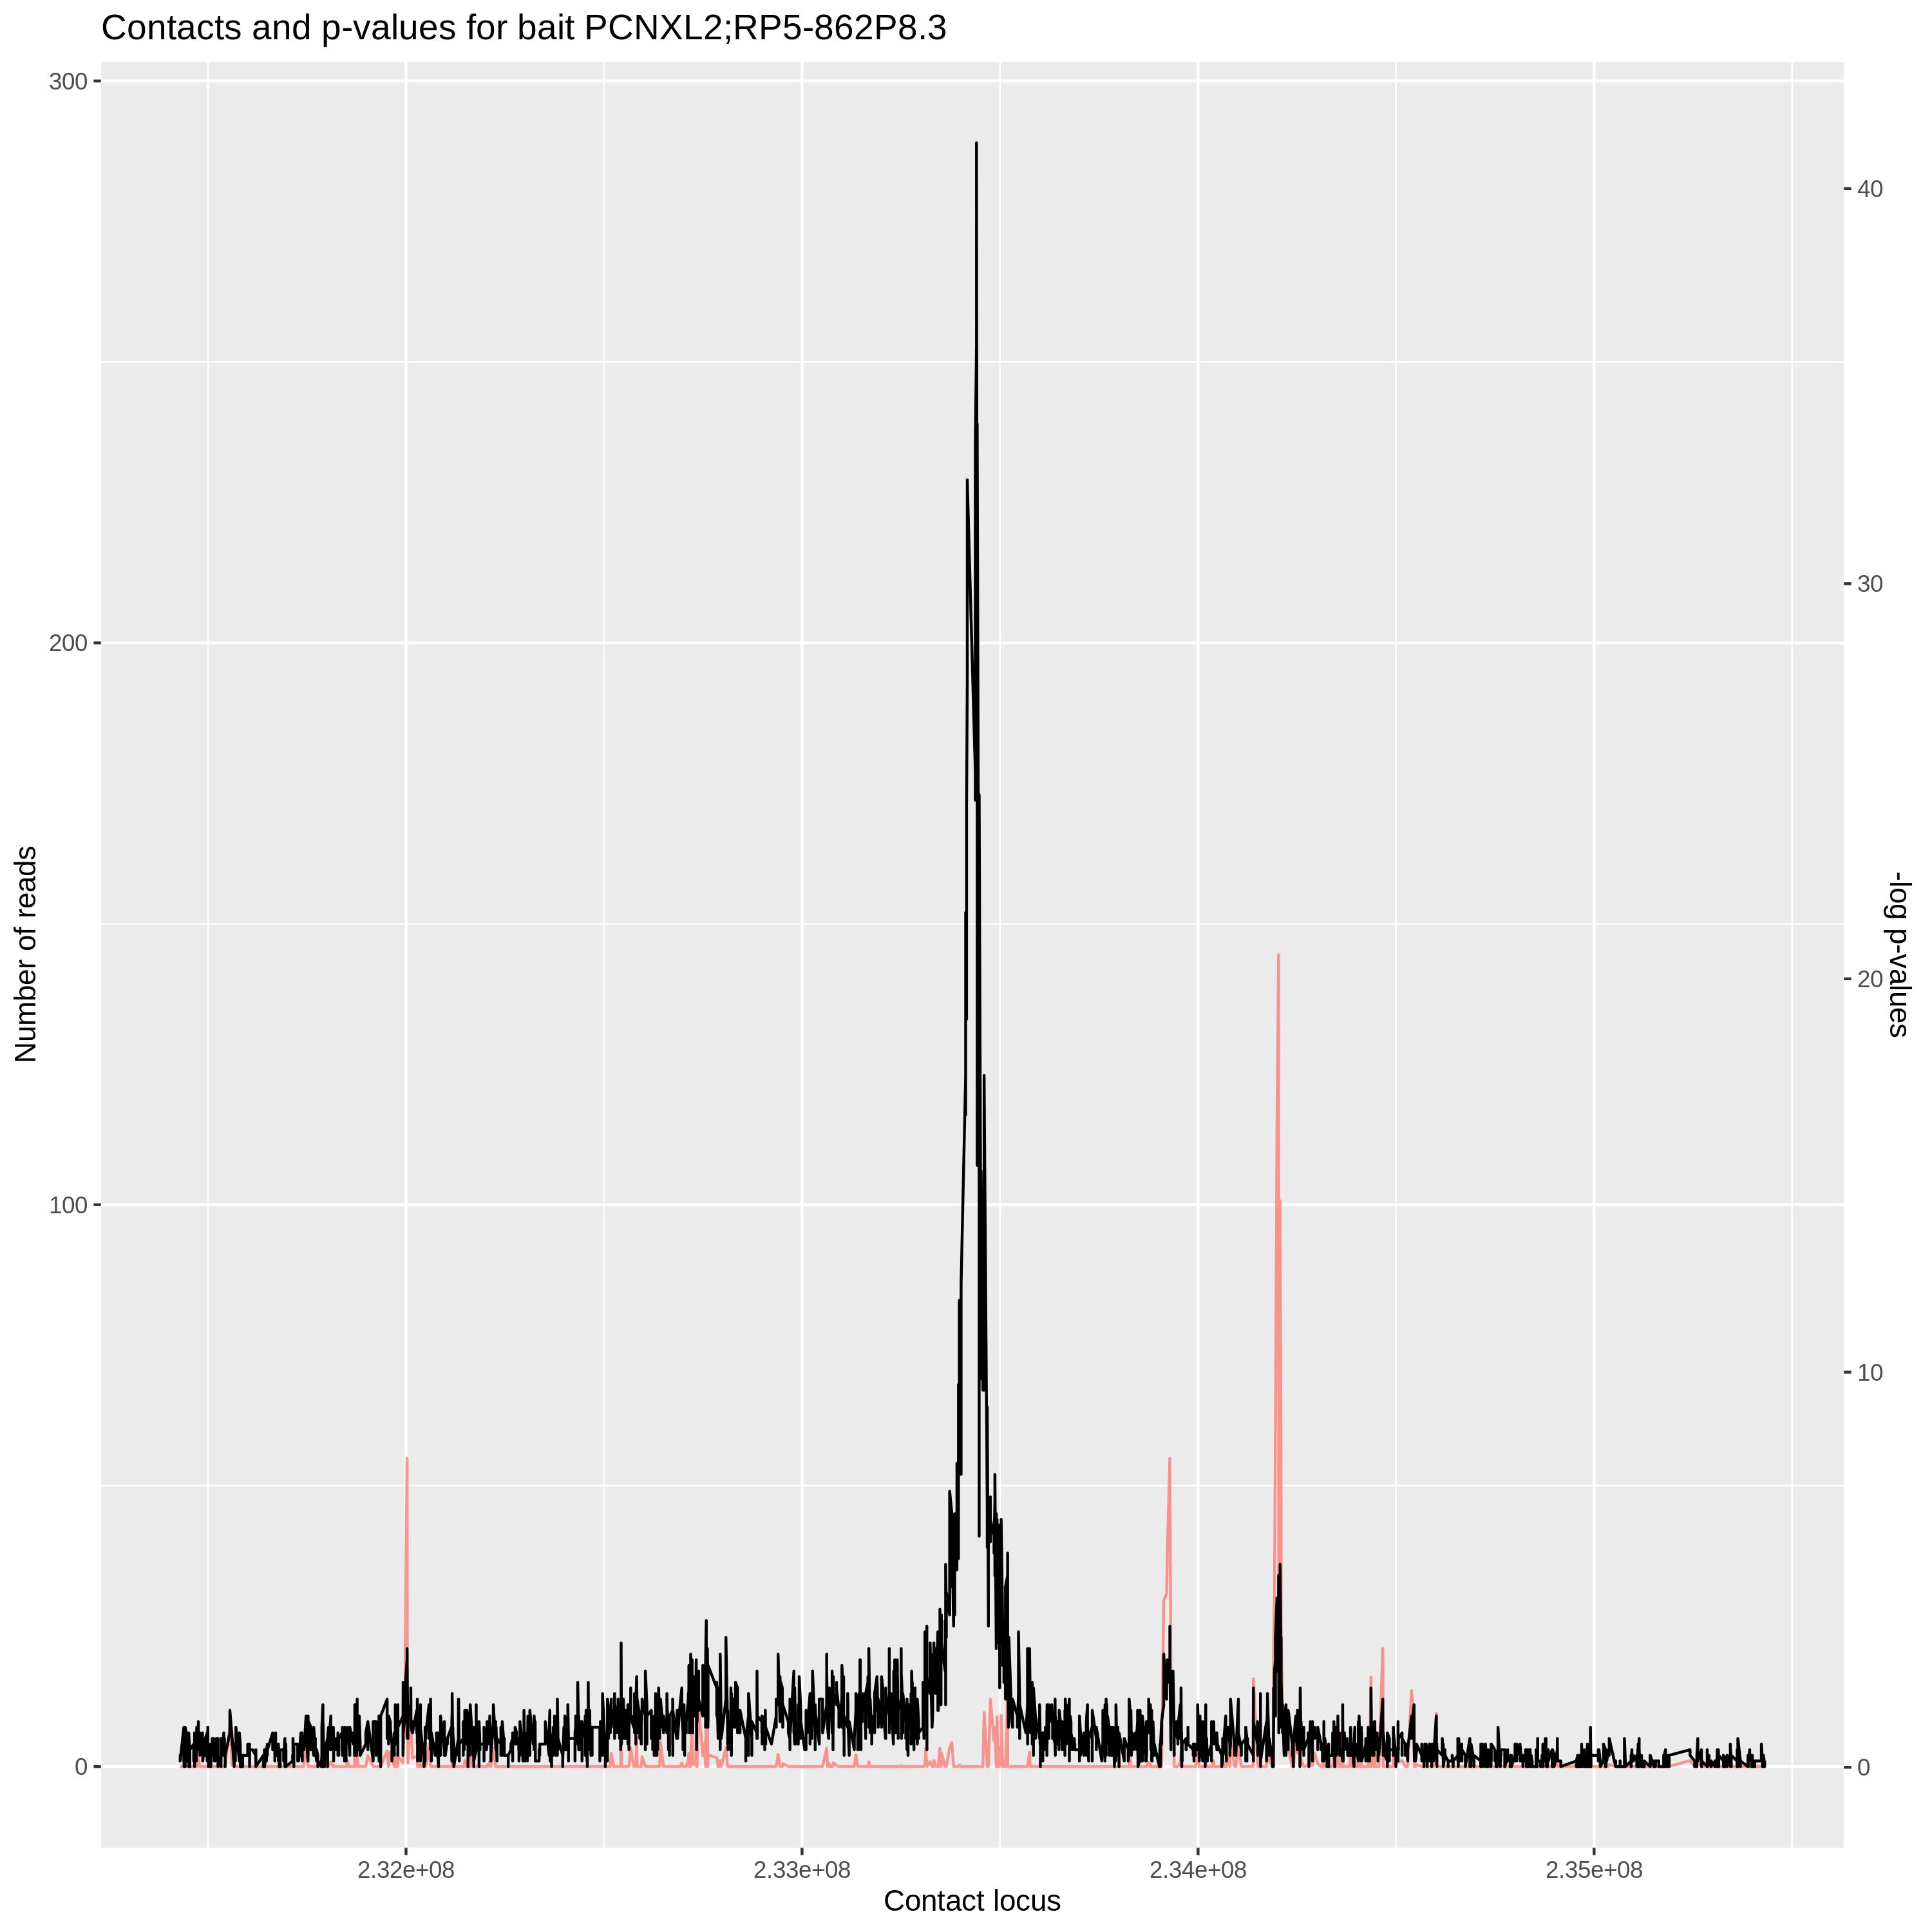 Contacts and p-values for bait PCNXL2;RP5-862P8.3
300
200
100
0
Number of reads
40
30
20
10
0
-log p-values
2.32e+08
2.33e+08
2.34e+08
2.35e+08
Contact locus